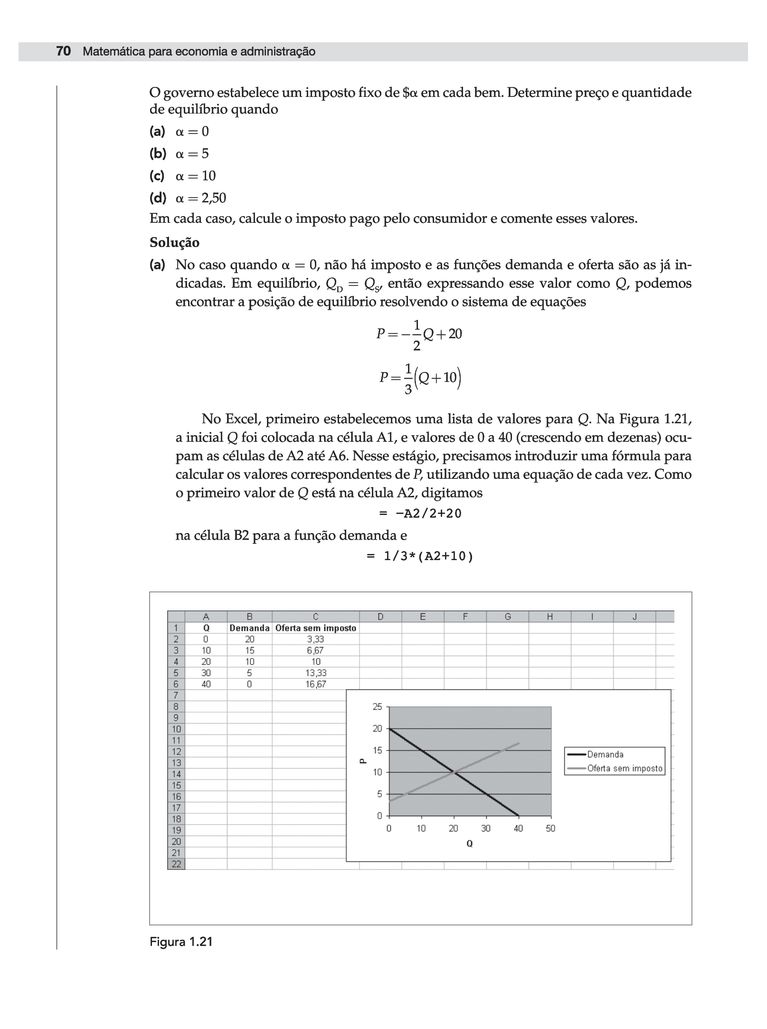 70 Matemática para economia e administração
O governo estabelece um imposto fixo de $α em cada bem. Determine preço e quantidade
de equilíbrio quando
(a) α = 0
(b) α = 5
(c) α = 10
(d) α = 2,50
Em cada caso, calcule o imposto pago pelo consumidor e comente esses valores.
Solução
(a) No caso quando α = 0, não há imposto e as funções demanda e oferta são as já in-
dicadas. Em equilíbrio, Q_D = Q_S, então expressando esse valor como Q, podemos
encontrar a posição de equilíbrio resolvendo o sistema de equações
P = −1/2 Q + 20
P = 1/3 (Q + 10)
No Excel, primeiro estabelecemos uma lista de valores para Q. Na Figura 1.21,
a inicial Q foi colocada na célula A1, e valores de 0 a 40 (crescendo em dezenas) ocu-
pam as células de A2 até A6. Nesse estágio, precisamos introduzir uma fórmula para
calcular os valores correspondentes de P, utilizando uma equação de cada vez. Como
o primeiro valor de Q está na célula A2, digitamos
= −A2/2+20
na célula B2 para a função demanda e
= 1/3*(A2+10)
A B C D E F G H I J
1 Q Demanda Oferta sem imposto
2 0 20 3,33
3 10 15 6,67
4 20 10 10
5 30 5 13,33
6 40 0 16,67
7
8
9
10
11
12
13
14
15
16
17
18
19
20
21
22
25
20
15
10
5
0
P
0 10 20 30 40 50
Q
Demanda
Oferta sem imposto
Figura 1.21